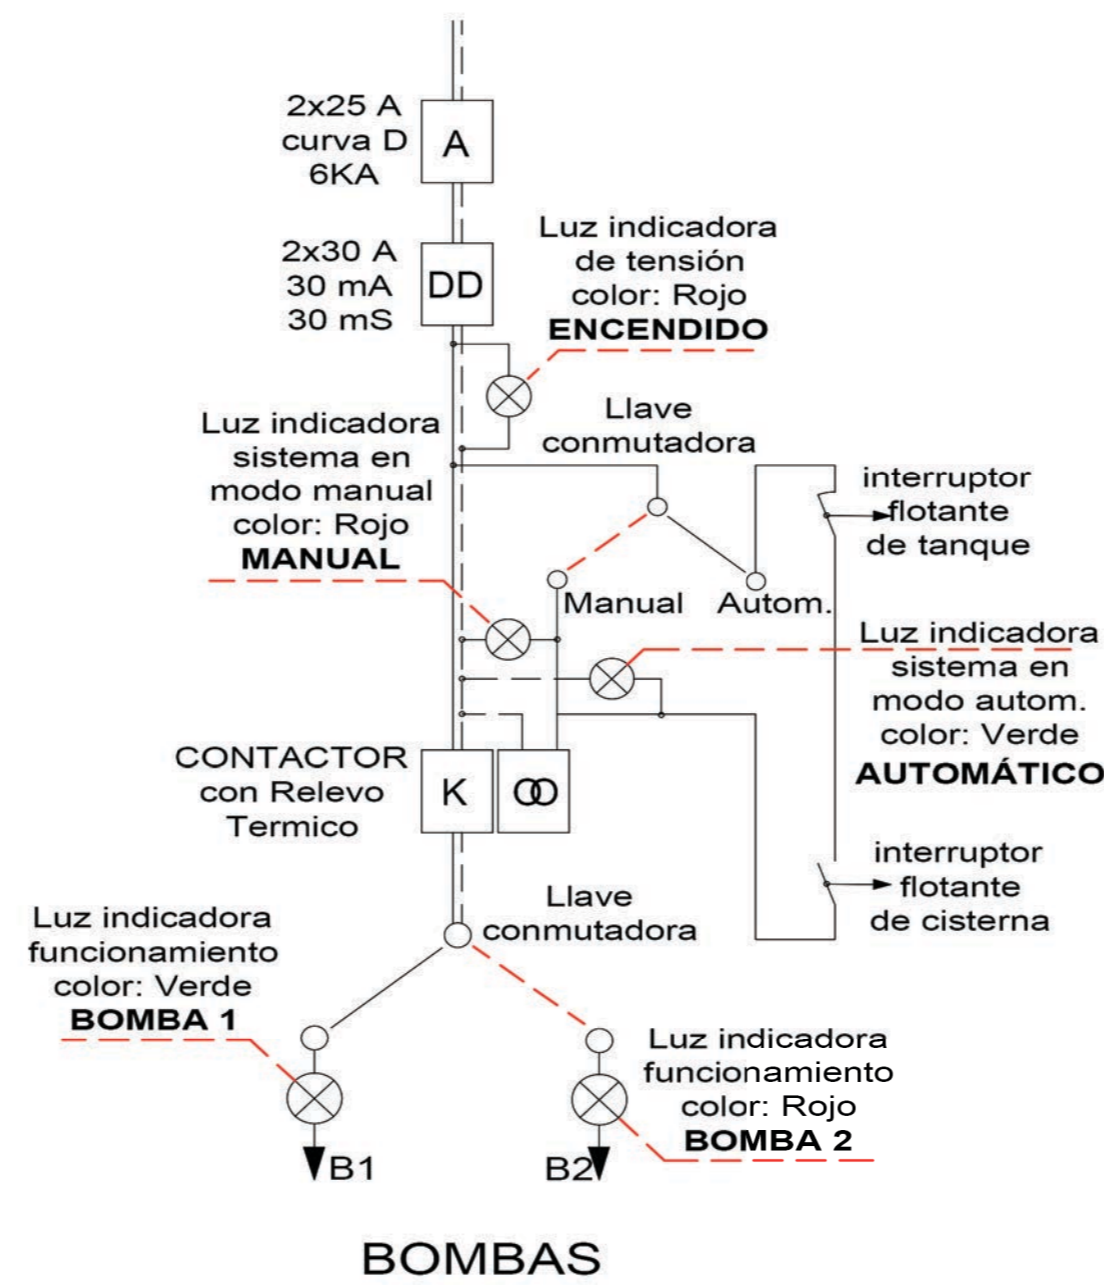 2x25 A
curva D
6KA
A
2x30 A
30 mA
30 mS
DD
Luz indicadora
de tensión
color: Rojo
ENCENDIDO
Luz indicadora
sistema en
modo manual
color: Rojo
MANUAL
Llave
conmutadora
interruptor
flotante
de tanque
Manual
Autom.
Luz indicadora
sistema en
modo autom.
color: Verde
AUTOMÁTICO
CONTACTOR
con Relevo
Termico
K
interruptor
flotante
de cisterna
Llave
conmutadora
Luz indicadora
funcionamiento
color: Verde
BOMBA 1
Luz indicadora
funcionamiento
color: Rojo
BOMBA 2
B1
B2
BOMBAS